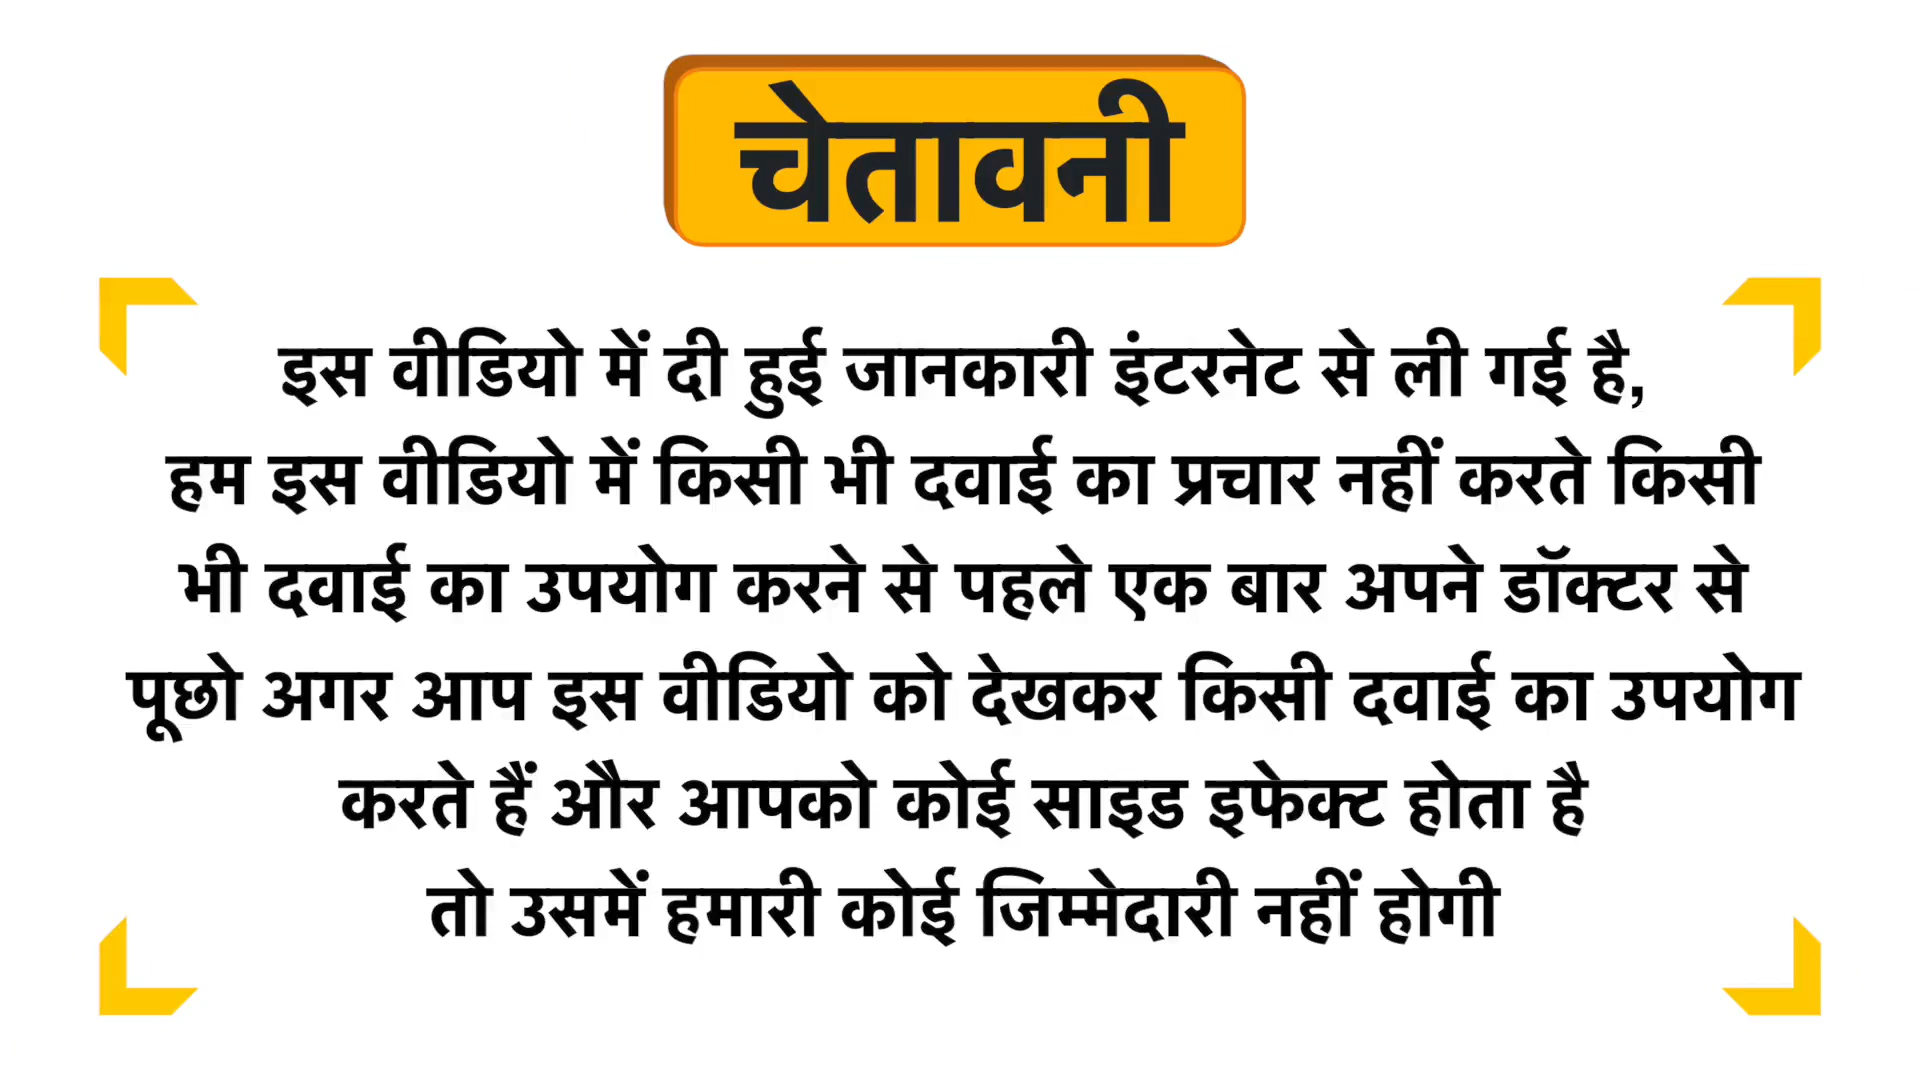 चेतावनी
इस वीडियो में दी हुई जानकारी इंटरनेट से ली गई है,
हम इस वीडियो में किसी भी दवाई का प्रचार नहीं करते किसी
भी दवाई का उपयोग करने से पहले एक बार अपने डॉक्टर से
पूछो अगर आप इस वीडियो को देखकर किसी दवाई का उपयोग
करते हैं और आपको कोई साइड इफेक्ट होता है
तो उसमें हमारी कोई जिम्मेदारी नहीं होगी